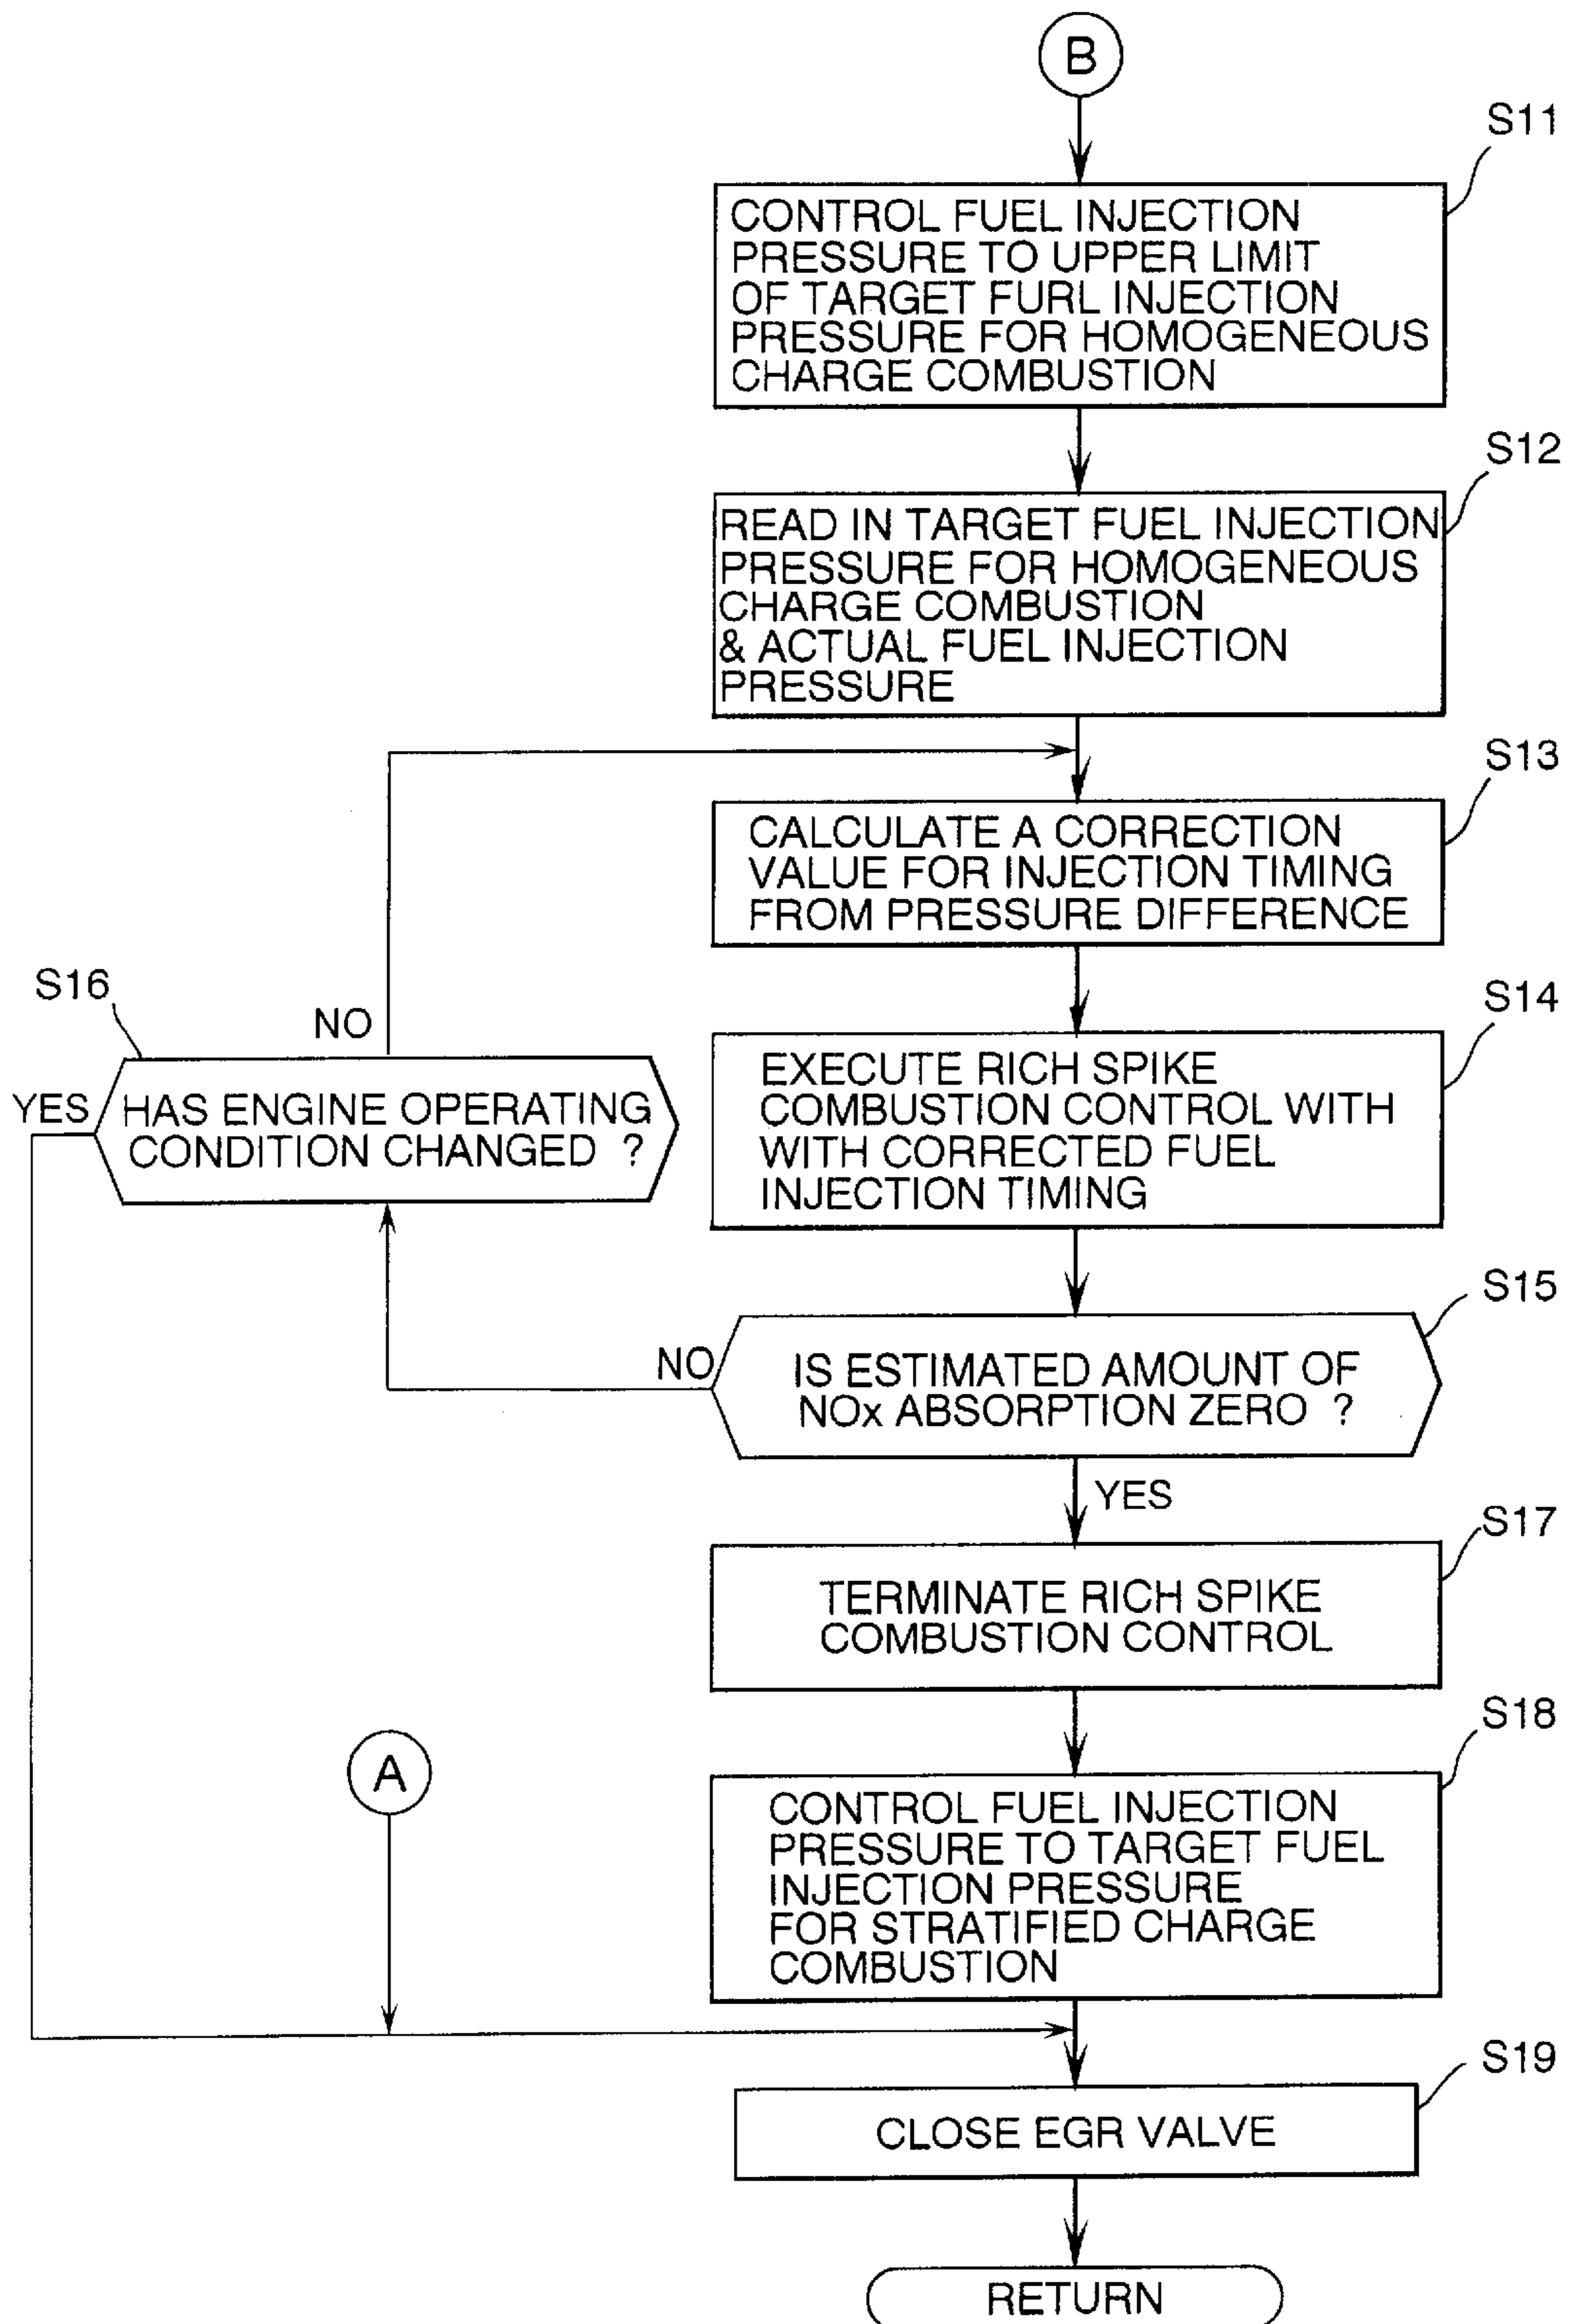 B
S11
CONTROL FUEL INJECTION
PRESSURE TO UPPER LIMIT
OF TARGET FURL INJECTION
PRESSURE FOR HOMOGENEOUS
CHARGE COMBUSTION
S12
READ IN TARGET FUEL INJECTION
PRESSURE FOR HOMOGENEOUS
CHARGE COMBUSTION
& ACTUAL FUEL INJECTION
PRESSURE
S13
CALCULATE A CORRECTION
VALUE FOR INJECTION TIMING
FROM PRESSURE DIFFERENCE
S14
EXECUTE RICH SPIKE
COMBUSTION CONTROL WITH
WITH CORRECTED FUEL
INJECTION TIMING
S16
NO
YES
HAS ENGINE OPERATING
CONDITION CHANGED ?
S15
NO
IS ESTIMATED AMOUNT OF
NOx ABSORPTION ZERO ?
YES
S17
TERMINATE RICH SPIKE
COMBUSTION CONTROL
S18
CONTROL FUEL INJECTION
PRESSURE TO TARGET FUEL
INJECTION PRESSURE
FOR STRATIFIED CHARGE
COMBUSTION
A
S19
CLOSE EGR VALVE
RETURN